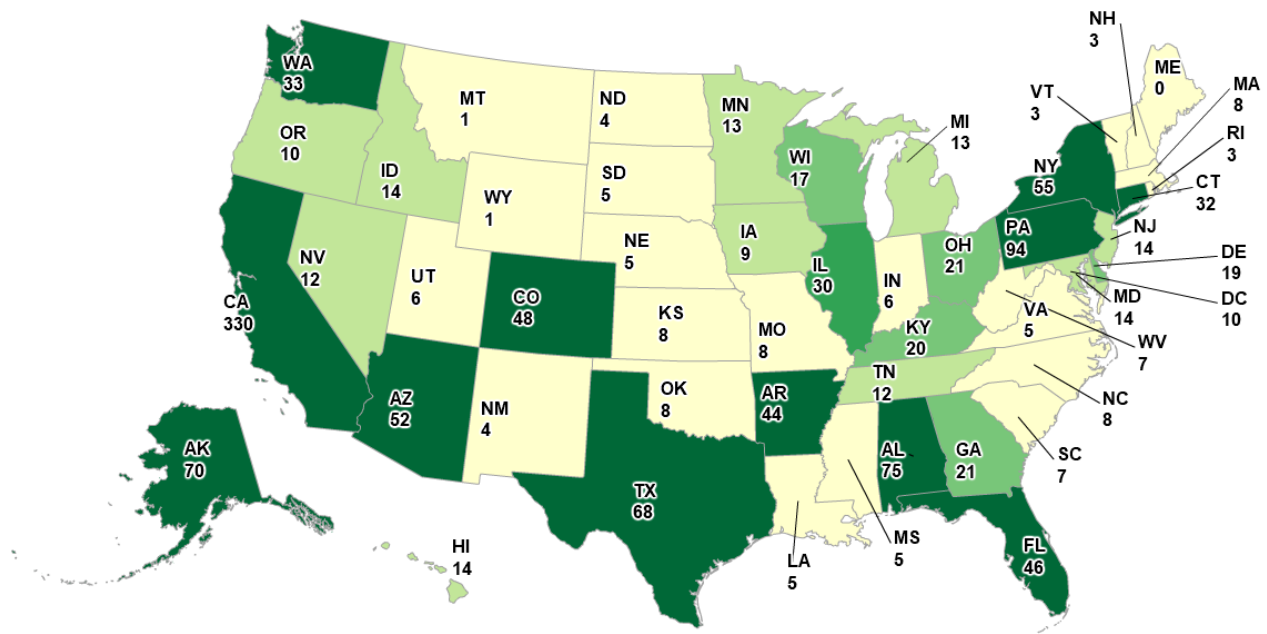 NH
3
ME
0
WA
33
MT
1
ND
4
MN
13
VT
3
MA
8
MI
13
OR
10
RI
3
WI
17
NY
55
ID
14
SD
5
CT
32
WY
1
PA
94
NJ
14
IA
9
NE
5
OH
21
DE
19
NV
12
UT
6
IL
30
IN
6
CO
48
CA
330
MD
14
DC
10
VA
5
KS
8
MO
8
KY
20
WV
7
TN
12
OK
8
AR
44
AZ
52
NM
4
NC
8
AK
70
AL
75
GA
21
SC
7
TX
68
FL
46
HI
14
MS
5
LA
5